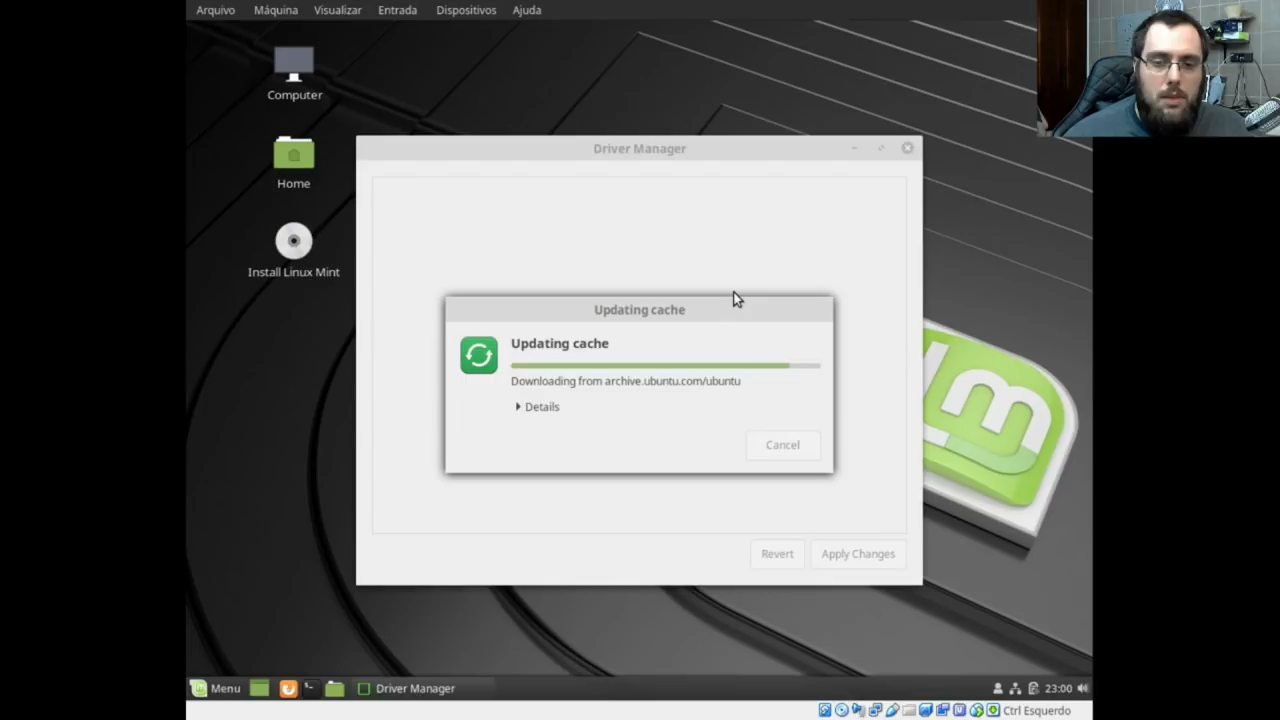 Arquivo Máquina Visualizar Entrada Dispositivos Ajuda
Computer
Home
Install Linux Mint
Driver Manager
Updating cache
Updating cache
Downloading from archive.ubuntu.com/ubuntu
Details
Cancel
Revert Apply Changes
Menu Driver Manager 23:00
Ctrl Esquerdo